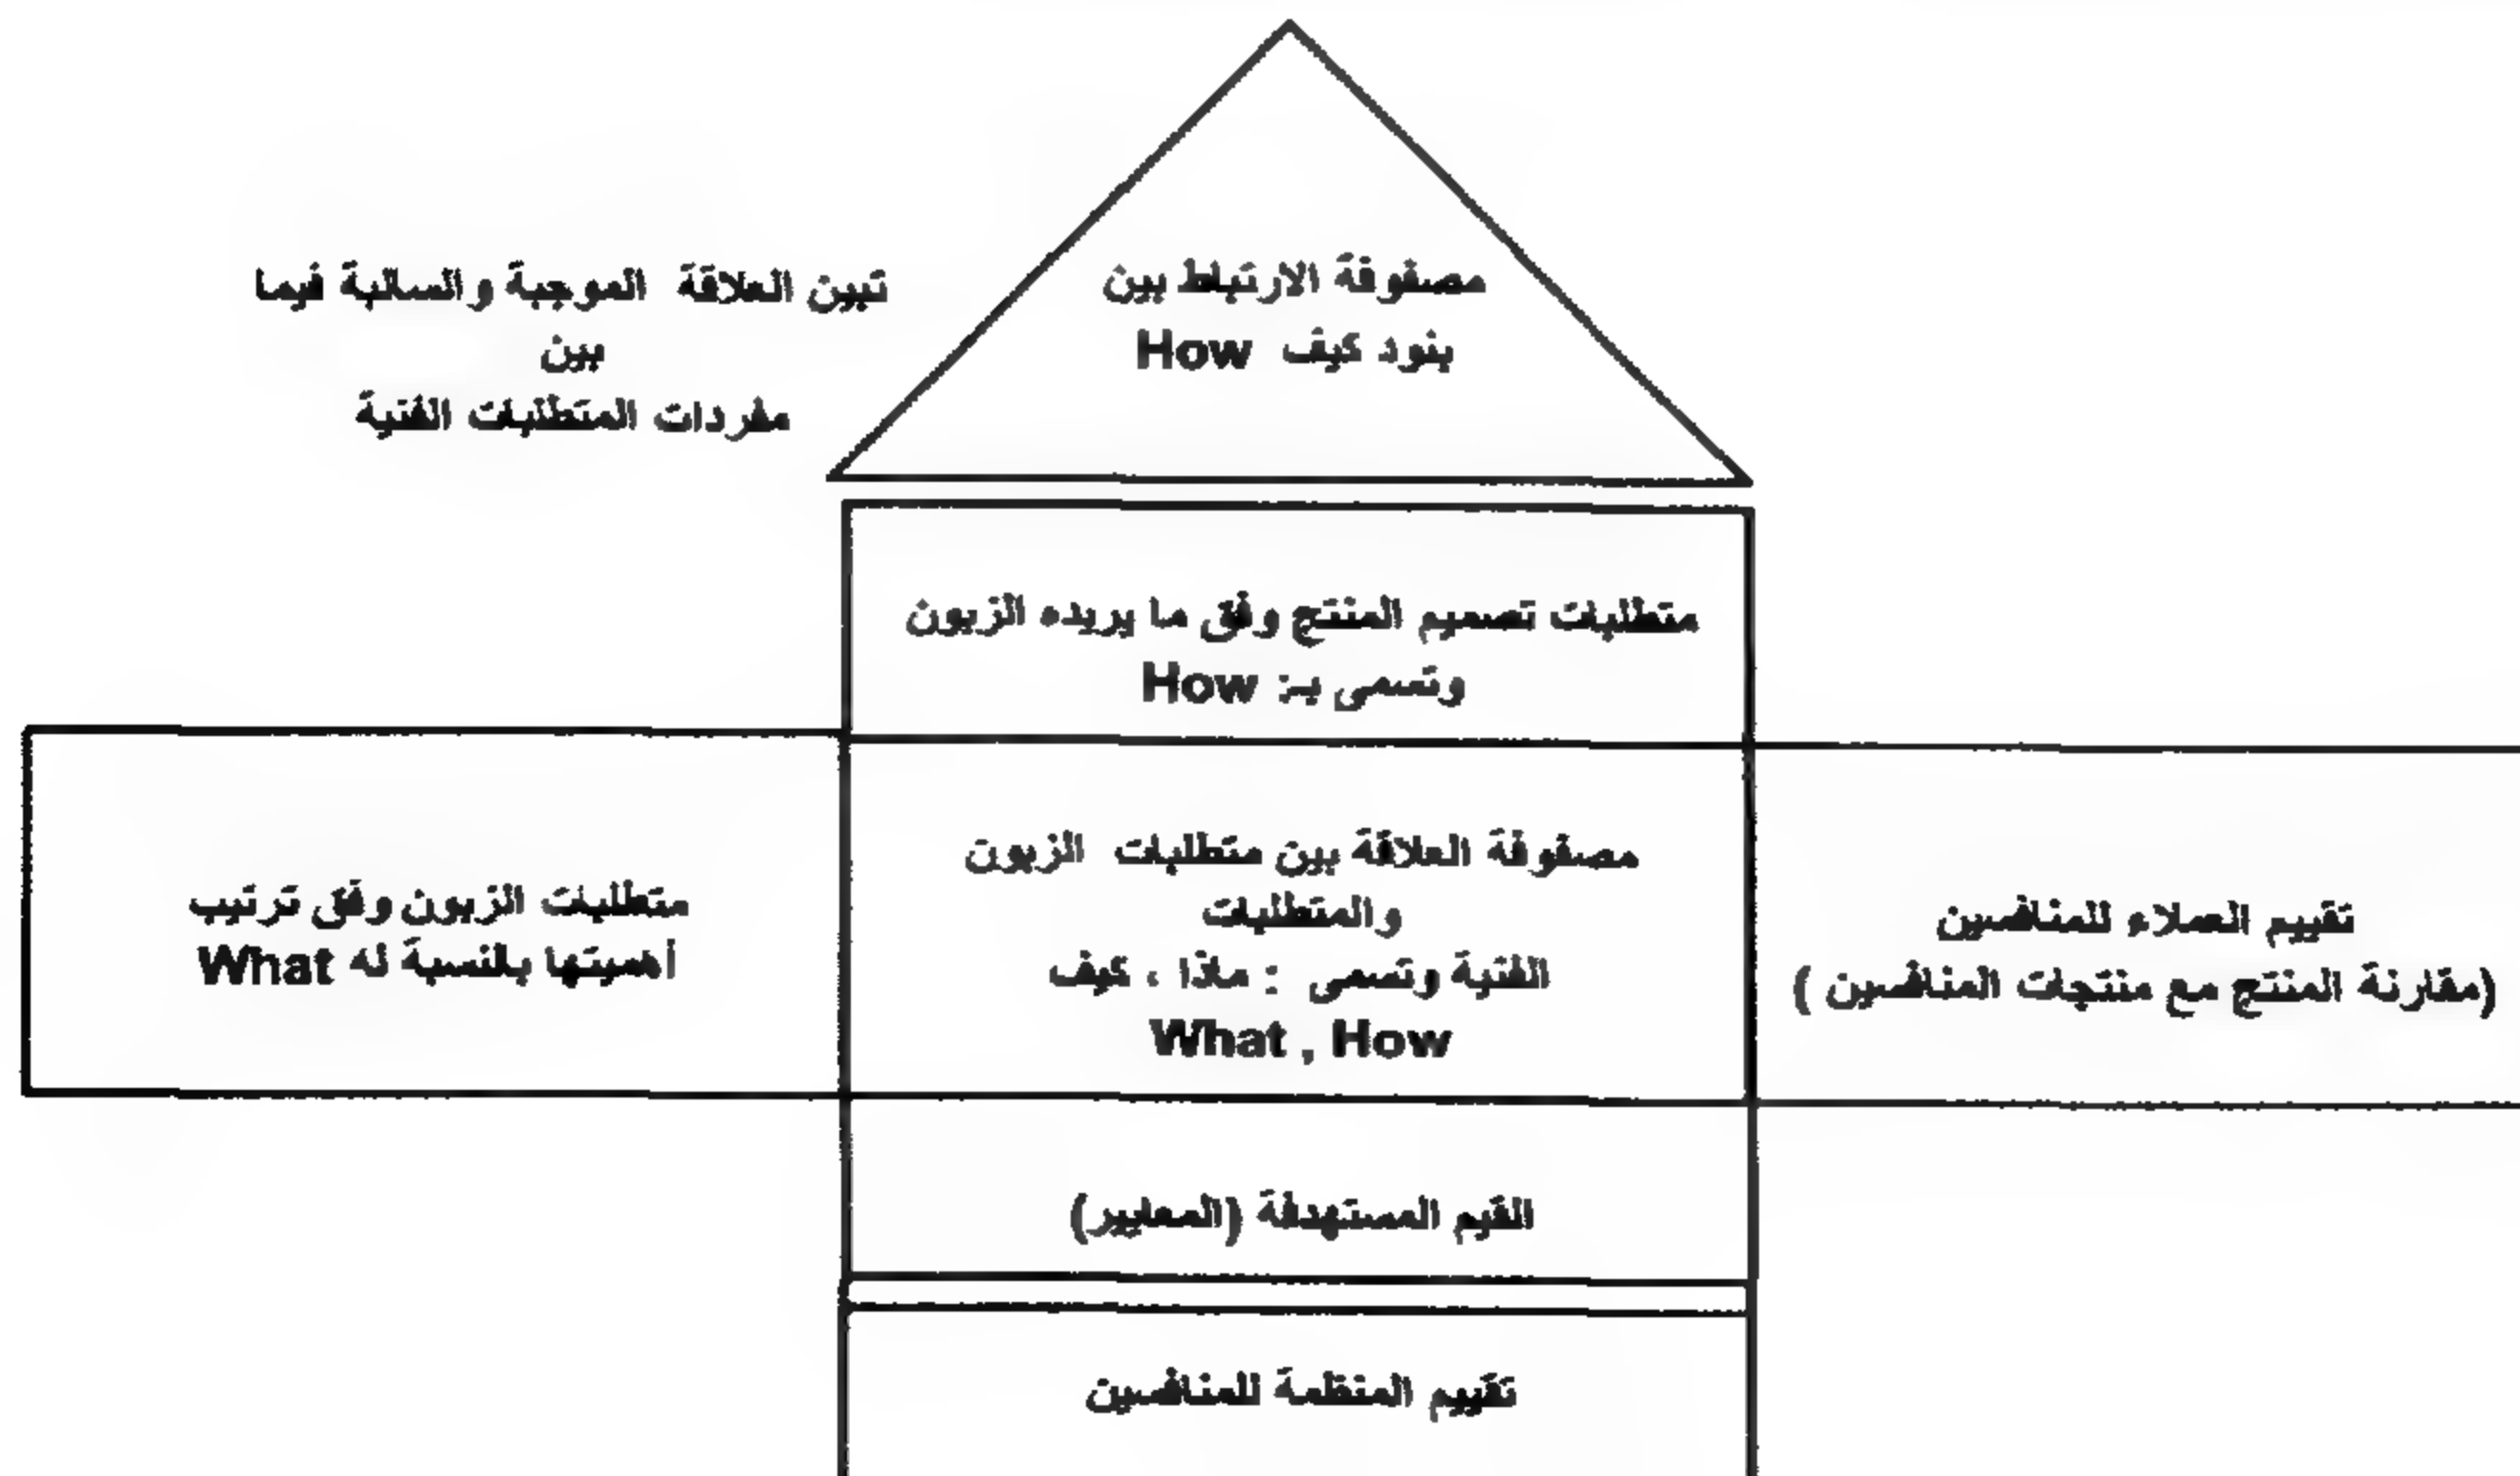 مصفوفة الارتباط بين
بنود كيف How
تبين العلاقة الموجبة والسالبة فيما
بين
مفردات المتطلبات الفنية
متطلبات تصميم المنتج وفق ما يريده الزبون
وتسمى بـ: How
تقييم العملاء للمنافسين
(مقارنة المنتج مع منتجات المنافسين )
مصفوفة العلاقة بين متطلبات الزبون
والمتطلبات
الفنية وتسمى : ماذا ، كيف
What , How
متطلبات الزبون وفق ترتيب
أهميتها بالنسبة له What
القيم المستهدفة (المعايير)
تقييم المنظمة للمنافسين